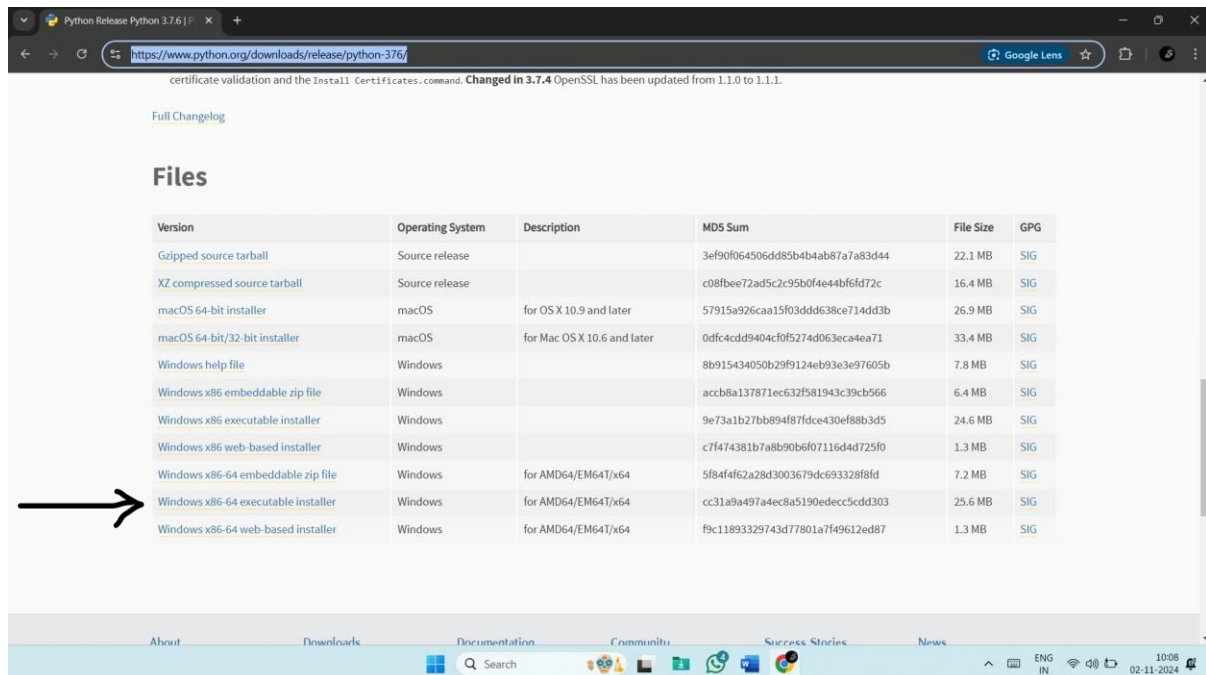 Python Release Python 3.7.6 | P
https://www.python.org/downloads/release/python-376/
Google Lens
certificate validation and the Install Certificates.command. Changed in 3.7.4 OpenSSL has been updated from 1.1.0 to 1.1.1.
Full Changelog
Files
Version Operating System Description MD5 Sum File Size GPG
Gzipped source tarball Source release 3ef90f064506dd85b4b4ab87a7a83d44 22.1 MB SIG
XZ compressed source tarball Source release c08fbee72ad5c2c95b0f4e44bf6fd72c 16.4 MB SIG
macOS 64-bit installer macOS for OS X 10.9 and later 57915a926caa15f03ddd638ce714dd3b 26.9 MB SIG
macOS 64-bit/32-bit installer macOS for Mac OS X 10.6 and later 0dfc4cdd9404cf0f5274d063eca4ea71 33.4 MB SIG
Windows help file Windows 8b915434050b29f9124eb93e3e97605b 7.8 MB SIG
Windows x86 embeddable zip file Windows accb8a137871ec632f581943c39cb566 6.4 MB SIG
Windows x86 executable installer Windows 9e73a1b27bb894f87fdce430ef88b3d5 24.6 MB SIG
Windows x86 web-based installer Windows c7f474381b7a8b90b6f07116d4d725f0 1.3 MB SIG
Windows x86-64 embeddable zip file Windows for AMD64/EM64T/x64 5f84f4f62a28d3003679dc693328f8fd 7.2 MB SIG
Windows x86-64 executable installer Windows for AMD64/EM64T/x64 cc31a9a497a4ec8a5190edecc5cdd303 25.6 MB SIG
Windows x86-64 web-based installer Windows for AMD64/EM64T/x64 f9c11893329743d77801a7f49612ed87 1.3 MB SIG
About Downloads Documentation Community Success Stories News
Search
4
ENG
IN
10:08
02-11-2024